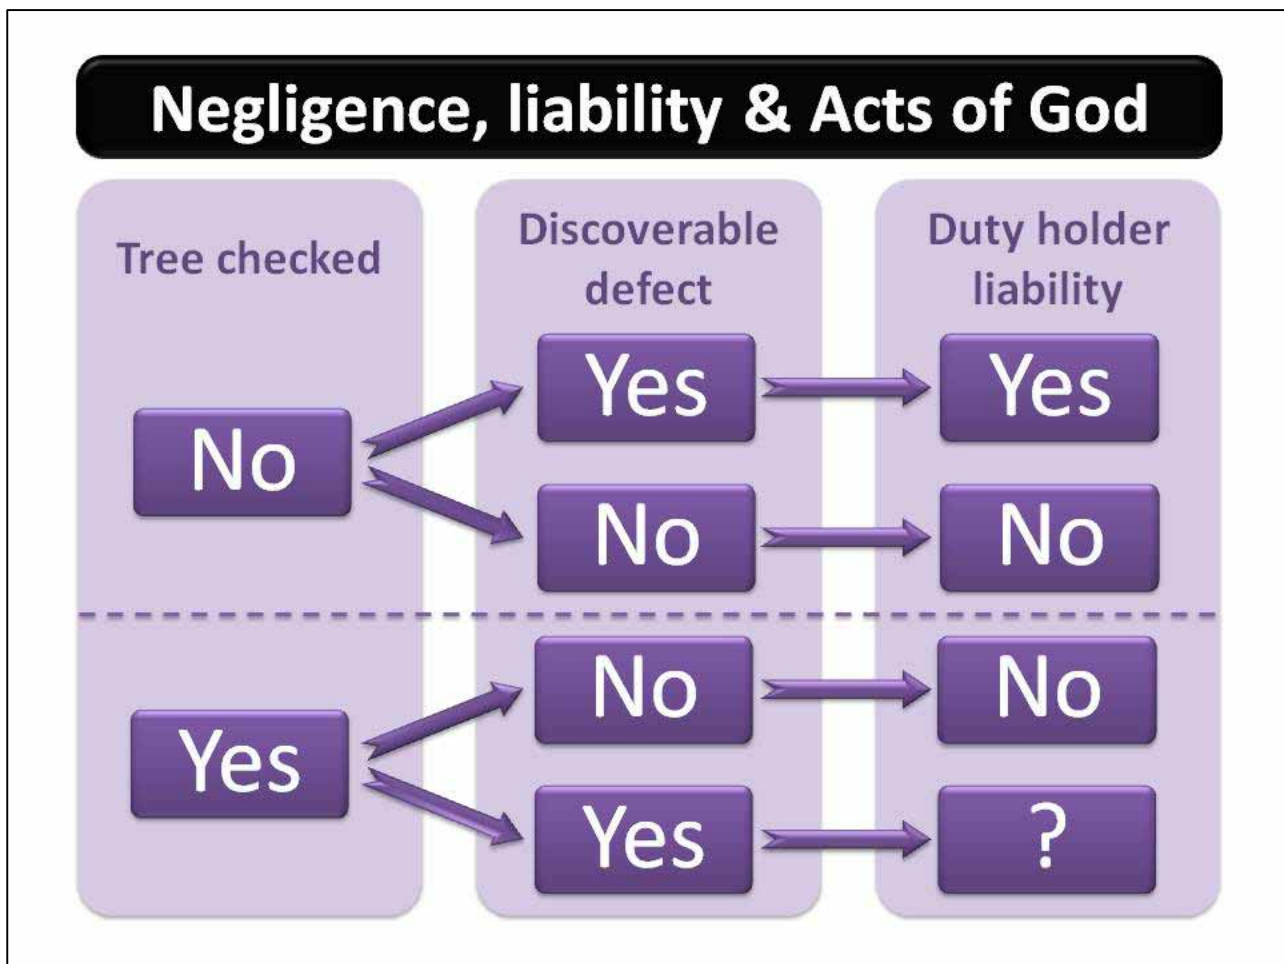 Negligence, liability & Acts of God
Tree checked
Discoverable
defect
Duty holder
liability
No
Yes
Yes
No
No
Yes
No
No
Yes
?